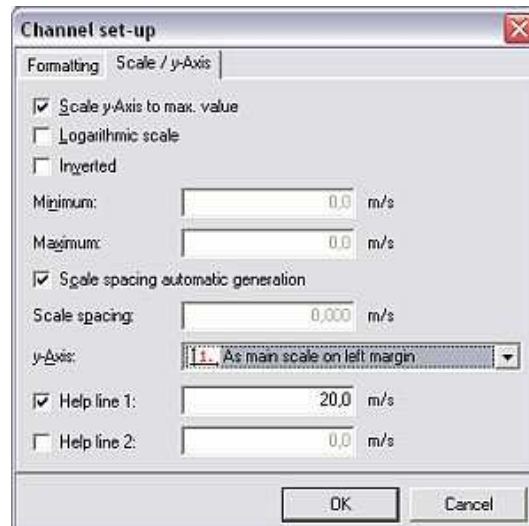 Channel set-up
Formatting Scale / y-Axis
Scale y-Axis to max. value
Logarithmic scale
Inverted
Minimum: 0,0 m/s
Maximum: 0,0 m/s
Scale spacing automatic generation
Scale spacing: 0,000 m/s
y-Axis: 1. As main scale on left margin
Help line 1: 20,0 m/s
Help line 2: 0,0 m/s
OK Cancel